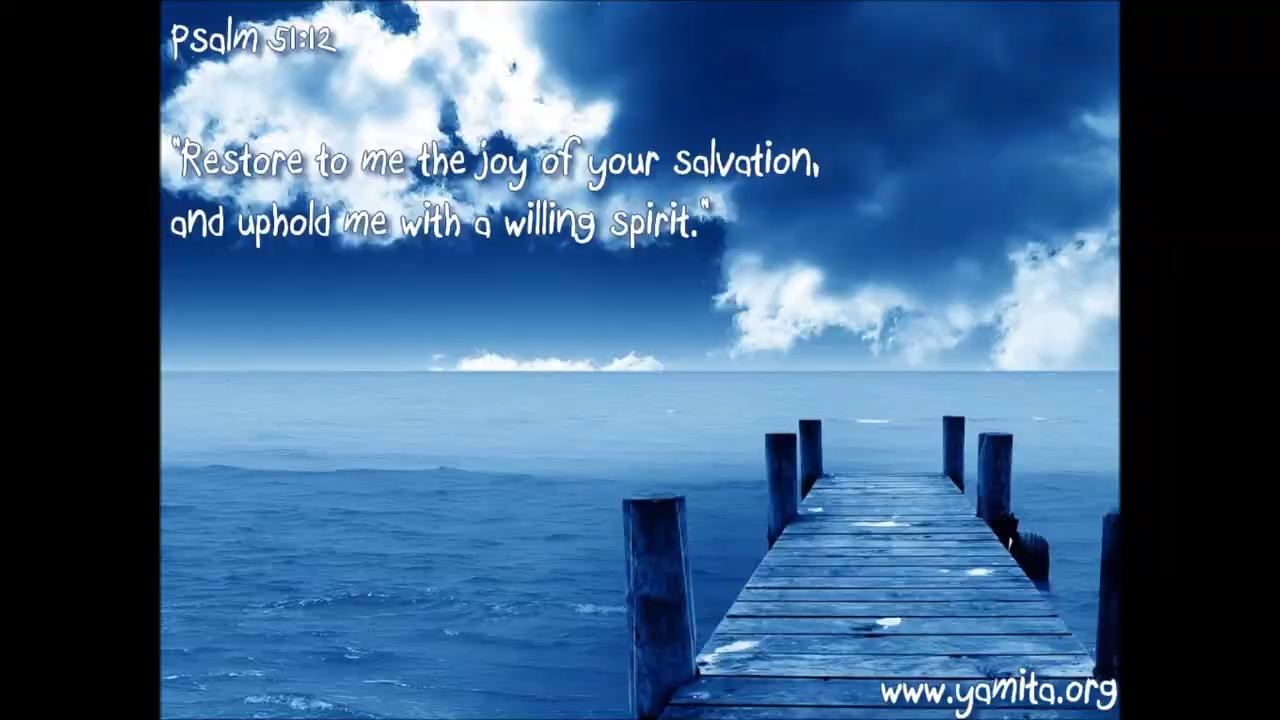 Psalm 51:12
"Restore to me the joy of your salvation,
and uphold me with a willing spirit."
www.yamita.org